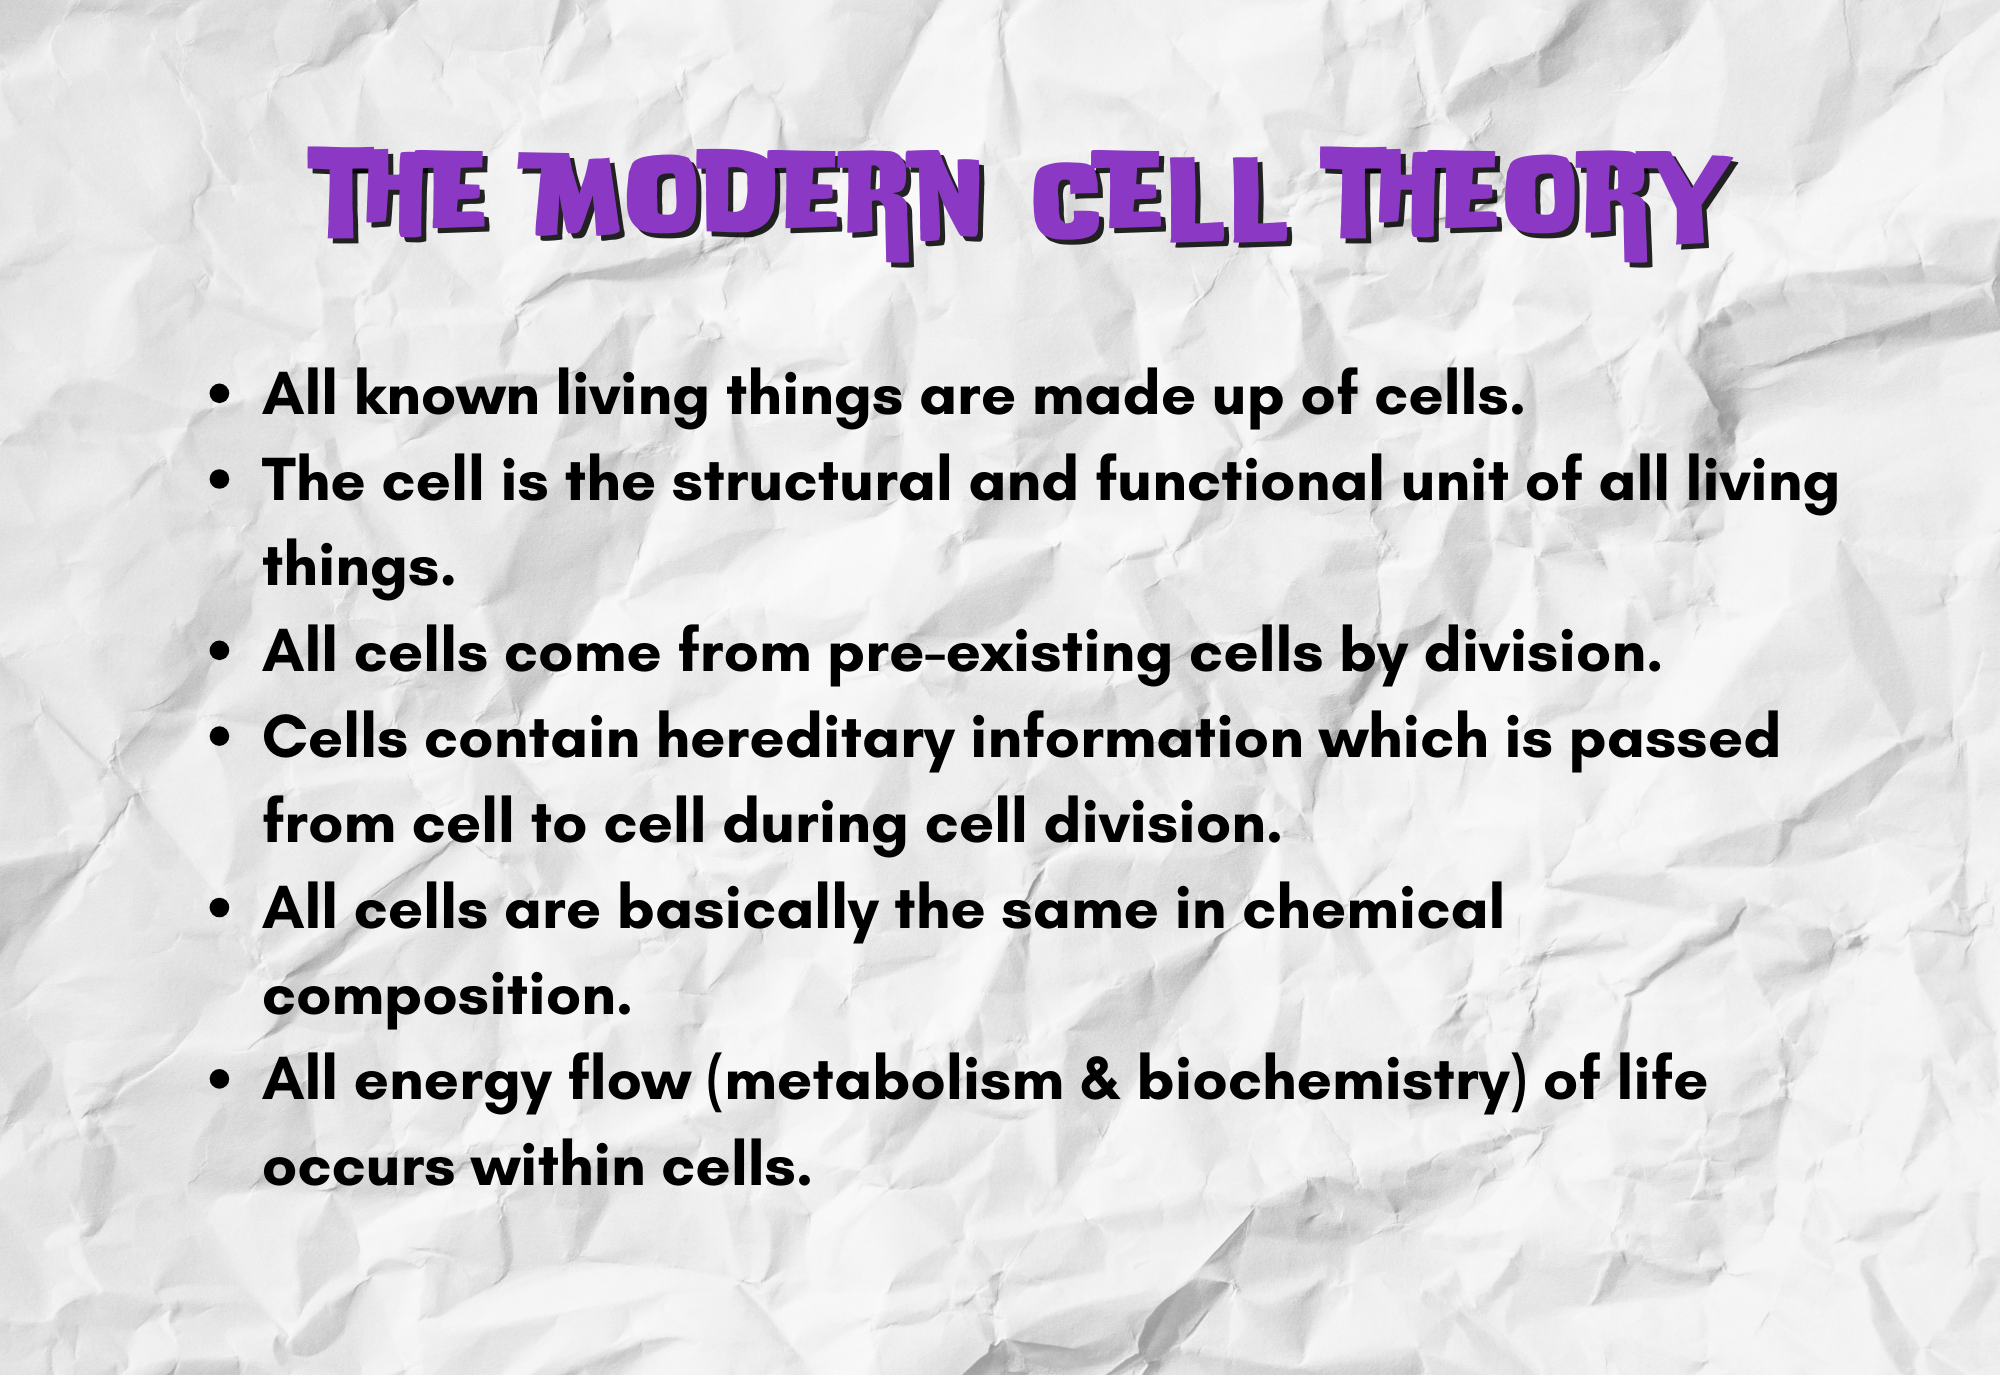 THE MODERN CELL THEORY
• All known living things are made up of cells.
• The cell is the structural and functional unit of all living
things.
• All cells come from pre-existing cells by division.
• Cells contain hereditary information which is passed
from cell to cell during cell division.
• All cells are basically the same in chemical
composition.
• All energy flow (metabolism & biochemistry) of life
occurs within cells.